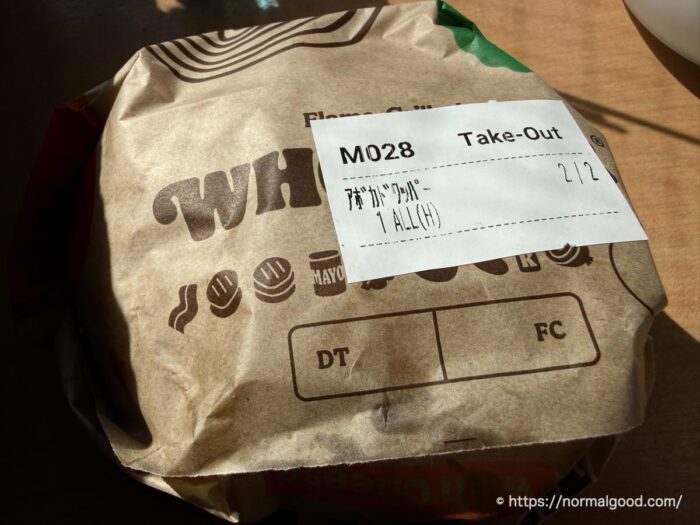 M028 Take-Out
アボカドワッパー 2/2
1 ALL(H)
WH
®
MAYO
K
DT FC
© https://normalgood.com/